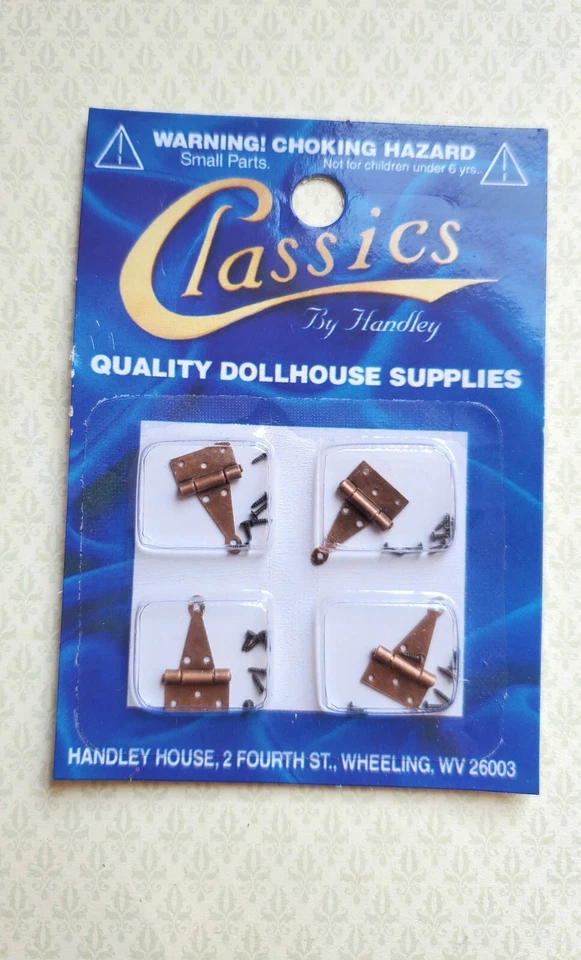 WARNING! CHOKING HAZARD
Small Parts. Not for children under 6 yrs.
Classics
By Handley
QUALITY DOLLHOUSE SUPPLIES
HANDLEY HOUSE, 2 FOURTH ST., WHEELING, WV 26003